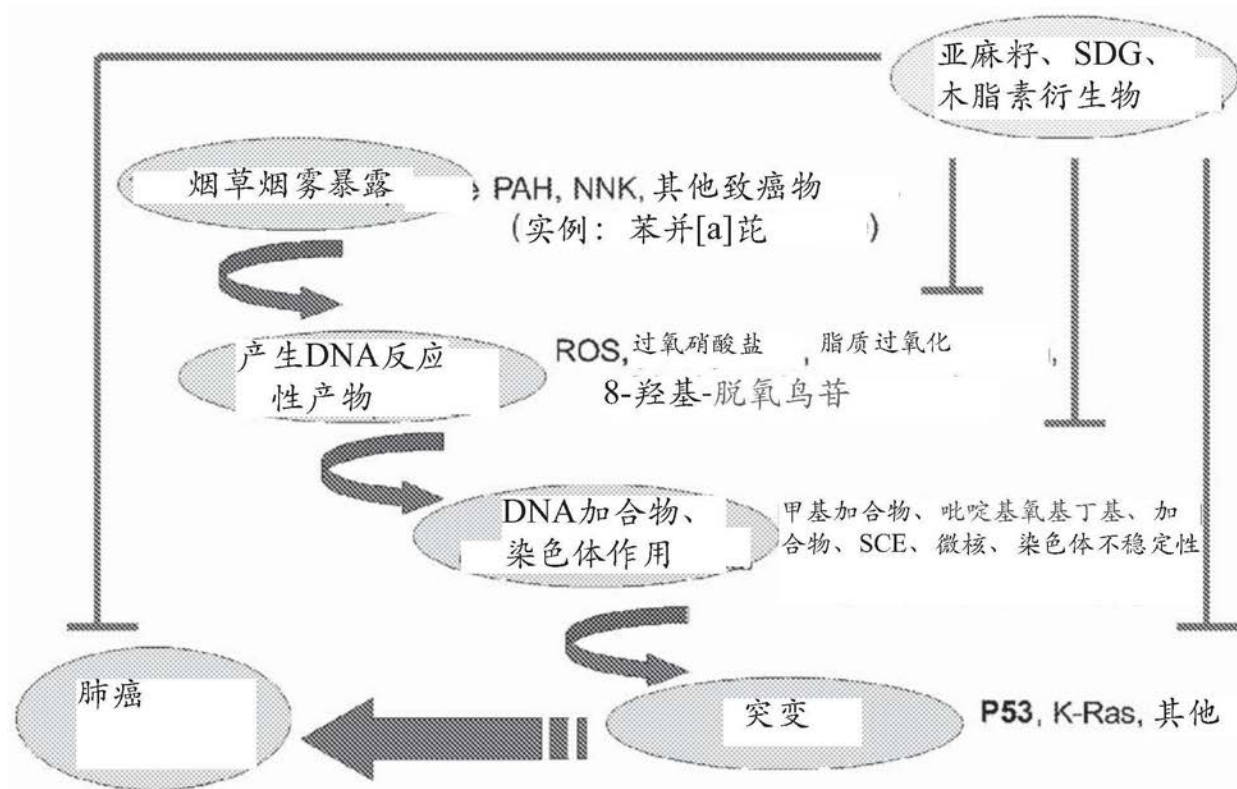 亚麻籽、SDG、
木脂素衍生物
烟草烟雾暴露
e PAH, NNK, 其他致癌物
(实例：苯并[a]芘 )
产生DNA反应
性产物
ROS, 过氧硝酸盐 , 脂质过氧化 ,
8-羟基-脱氧鸟苷
DNA加合物、
染色体作用
甲基加合物、吡啶基氧基丁基、加
合物、SCE、微核、染色体不稳定性
肺癌
突变
P53, K-Ras, 其他